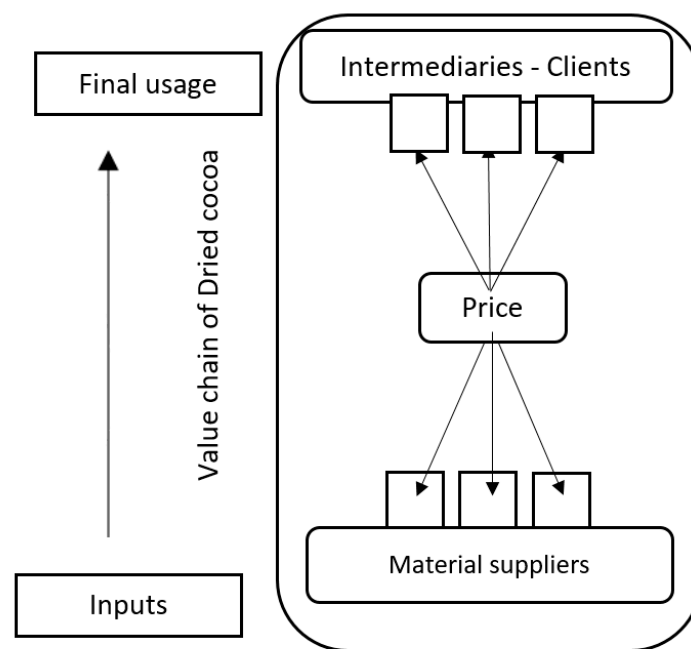 Final usage
Intermediaries - Clients
Value chain of Dried cocoa
Price
Material suppliers
Inputs